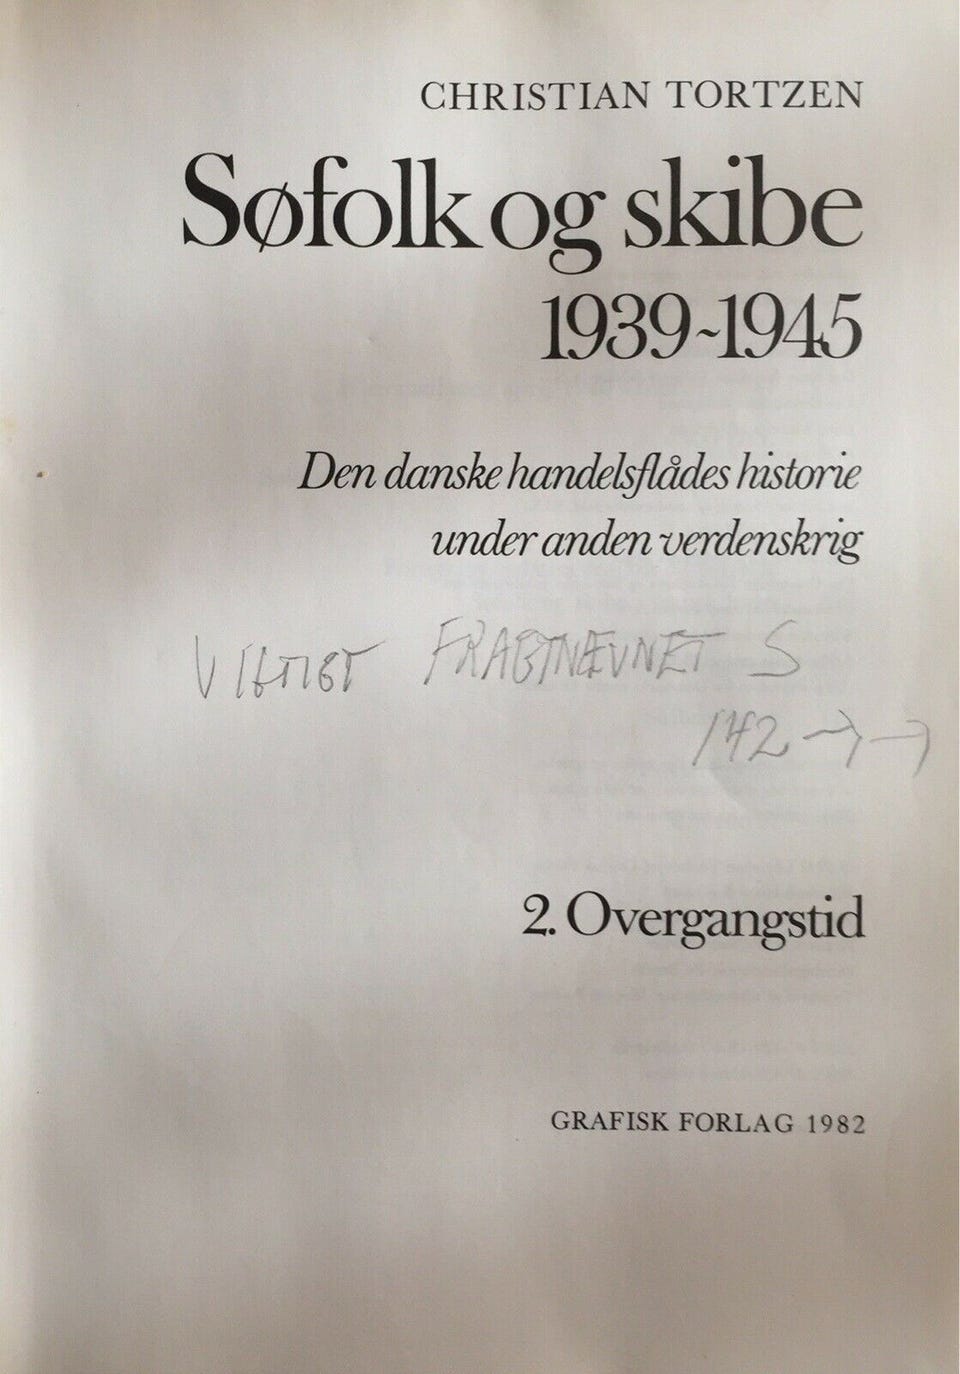 CHRISTIAN TORTZEN
Søfolk og skibe
1939~1945
Den danske handelsflådes historie
under anden verdenskrig
VIGTIGT FRAGTNÆVNET S
142 → →
2. Overgangstid
GRAFISK FORLAG 1982